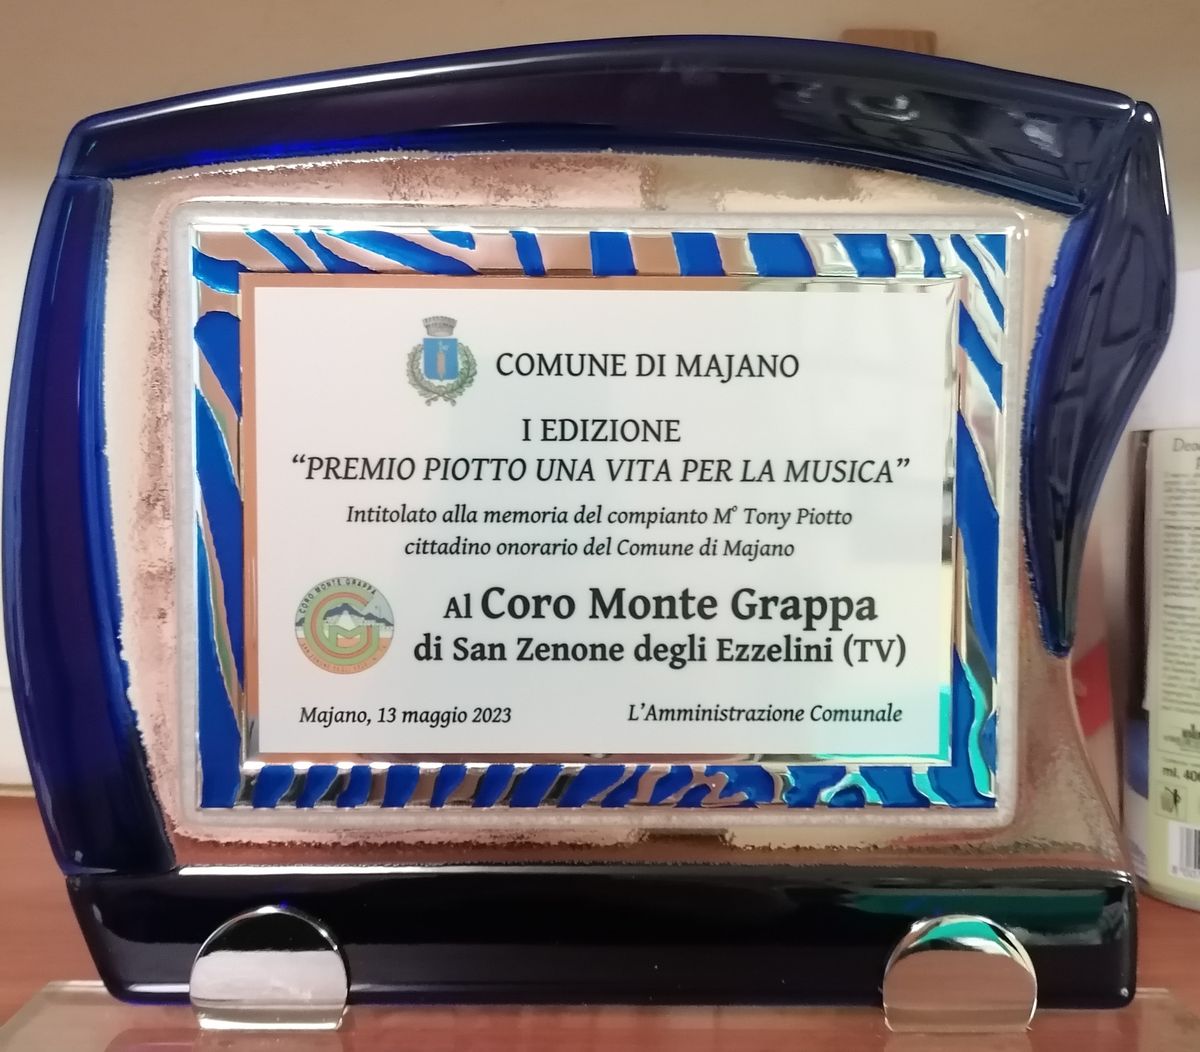 COMUNE DI MAJANO
I EDIZIONE
“PREMIO PIOTTO UNA VITA PER LA MUSICA”
Intitolato alla memoria del compianto M° Tony Piotto
cittadino onorario del Comune di Majano
CORO MONTE GRAPPA
Al Coro Monte Grappa
di San Zenone degli Ezzelini (TV)
Majano, 13 maggio 2023
L’Amministrazione Comunale
ml. 400